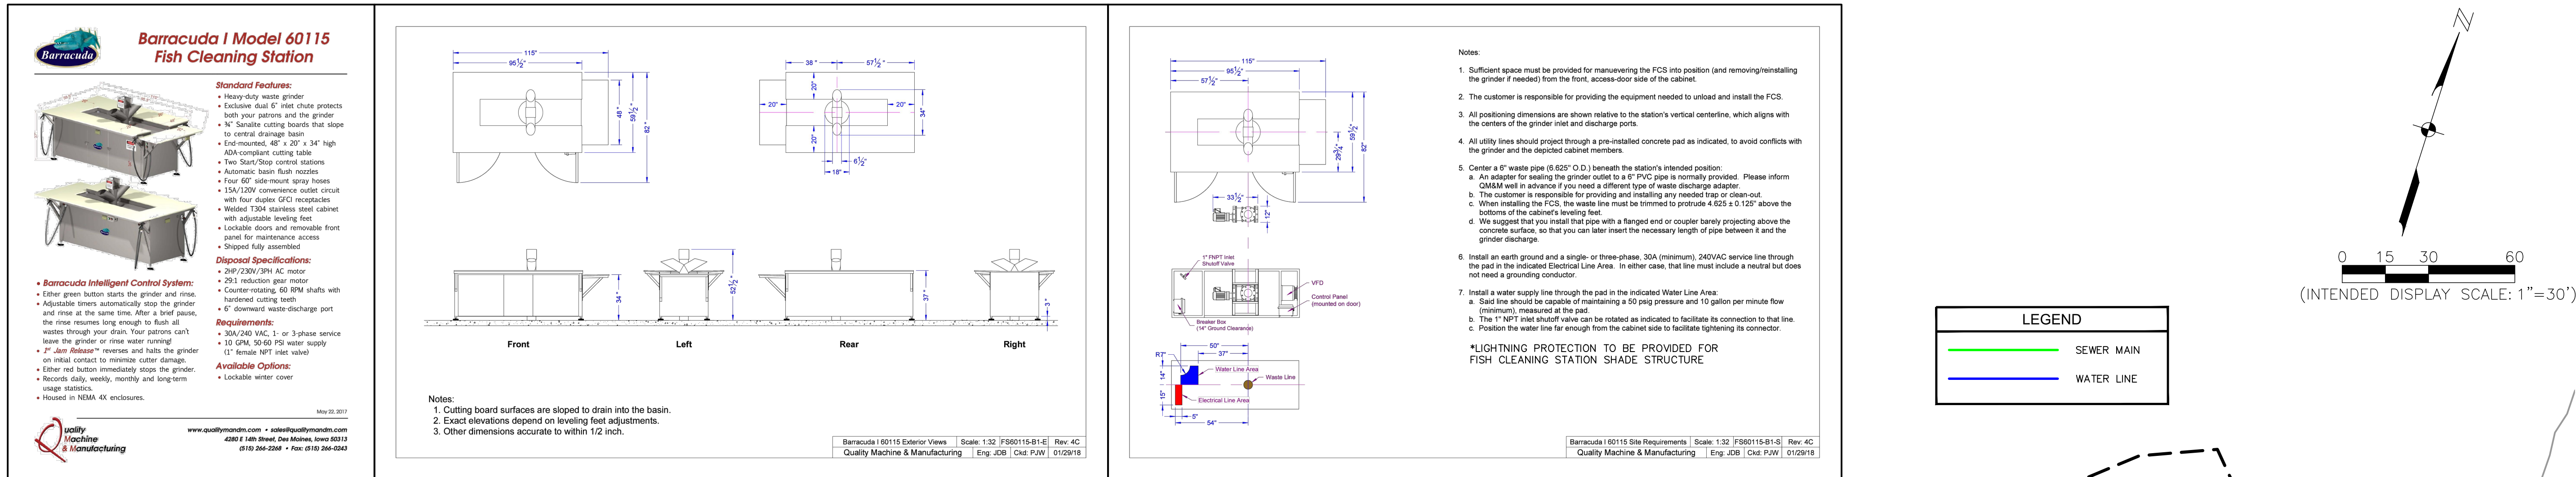 Barracuda
Barracuda I Model 60115
Fish Cleaning Station
Standard Features:
• Heavy-duty waste grinder
• Exclusive dual 6" inlet chute protects
both your patrons and the grinder
• ¾" Sanalite cutting boards that slope
to central drainage basin
• End-mounted, 48" x 20" x 34" high
ADA-compliant cutting table
• Two Start/Stop control stations
• Automatic basin flush nozzles
• Four 60" side-mount spray hoses
• 15A/120V convenience outlet circuit
with four duplex GFCI receptacles
• Welded T304 stainless steel cabinet
with adjustable leveling feet
• Lockable doors and removable front
panel for maintenance access
• Shipped fully assembled
Disposal Specifications:
• 2HP/230V/3PH AC motor
• 29:1 reduction gear motor
• Counter-rotating, 60 RPM shafts with
hardened cutting teeth
• 6" downward waste-discharge port
Requirements:
• 30A/240 VAC, 1- or 3-phase service
• 10 GPM, 50-60 PSI water supply
(1" female NPT inlet valve)
Available Options:
• Lockable winter cover
• Barracuda Intelligent Control System:
• Either green button starts the grinder and rinse.
• Adjustable timers automatically stop the grinder
and rinse at the same time. After a brief pause,
the rinse resumes long enough to flush all
wastes through your drain. Your patrons can't
leave the grinder or rinse water running!
• 1st Jam Release™ reverses and halts the grinder
on initial contact to minimize cutter damage.
• Either red button immediately stops the grinder.
• Records daily, weekly, monthly and long-term
usage statistics.
• Housed in NEMA 4X enclosures.
May 22, 2017
Quality
Machine
& Manufacturing
www.qualitymandm.com • sales@qualitymandm.com
4280 E 14th Street, Des Moines, Iowa 50313
(515) 266-2268 • Fax: (515) 266-0243
115"
95½"
48"
59½"
82"
38"
57½"
20"
20"
20"
20"
34"
6½"
18"
34"
52½"
37"
3"
Front
Left
Rear
Right
Notes:
1. Cutting board surfaces are sloped to drain into the basin.
2. Exact elevations depend on leveling feet adjustments.
3. Other dimensions accurate to within 1/2 inch.
Barracuda I 60115 Exterior Views Scale: 1:32 FS60115-B1-E Rev: 4C
Quality Machine & Manufacturing Eng: JDB Ckd: PJW 01/29/18
115"
95½"
57½"
29¾"
59½"
82"
33½"
12"
1" FNPT Inlet
Shutoff Valve
VFD
Control Panel
(mounted on door)
Breaker Box
(14" Ground Clearance)
50"
37"
R7"
14"
15"
Water Line Area
Waste Line
Electrical Line Area
5"
54"
Notes:
1. Sufficient space must be provided for manuevering the FCS into position (and removing/reinstalling
the grinder if needed) from the front, access-door side of the cabinet.
2. The customer is responsible for providing the equipment needed to unload and install the FCS.
3. All positioning dimensions are shown relative to the station's vertical centerline, which aligns with
the centers of the grinder inlet and discharge ports.
4. All utility lines should project through a pre-installed concrete pad as indicated, to avoid conflicts with
the grinder and the depicted cabinet members.
5. Center a 6" waste pipe (6.625" O.D.) beneath the station's intended position:
a. An adapter for sealing the grinder outlet to a 6" PVC pipe is normally provided. Please inform
QM&M well in advance if you need a different type of waste discharge adapter.
b. The customer is responsible for providing and installing any needed trap or clean-out.
c. When installing the FCS, the waste line must be trimmed to protrude 4.625 ± 0.125" above the
bottoms of the cabinet's leveling feet.
d. We suggest that you install that pipe with a flanged end or coupler barely projecting above the
concrete surface, so that you can later insert the necessary length of pipe between it and the
grinder discharge.
6. Install an earth ground and a single- or three-phase, 30A (minimum), 240VAC service line through
the pad in the indicated Electrical Line Area. In either case, that line must include a neutral but does
not need a grounding conductor.
7. Install a water supply line through the pad in the indicated Water Line Area:
a. Said line should be capable of maintaining a 50 psig pressure and 10 gallon per minute flow
(minimum), measured at the pad.
b. The 1" NPT inlet shutoff valve can be rotated as indicated to facilitate its connection to that line.
c. Position the water line far enough from the cabinet side to facilitate tightening its connector.
*LIGHTNING PROTECTION TO BE PROVIDED FOR
FISH CLEANING STATION SHADE STRUCTURE
Barracuda I 60115 Site Requirements Scale: 1:32 FS60115-B1-S Rev: 4C
Quality Machine & Manufacturing Eng: JDB Ckd: PJW 01/29/18
N
0 15 30 60
(INTENDED DISPLAY SCALE: 1"=30')
LEGEND
SEWER MAIN
WATER LINE